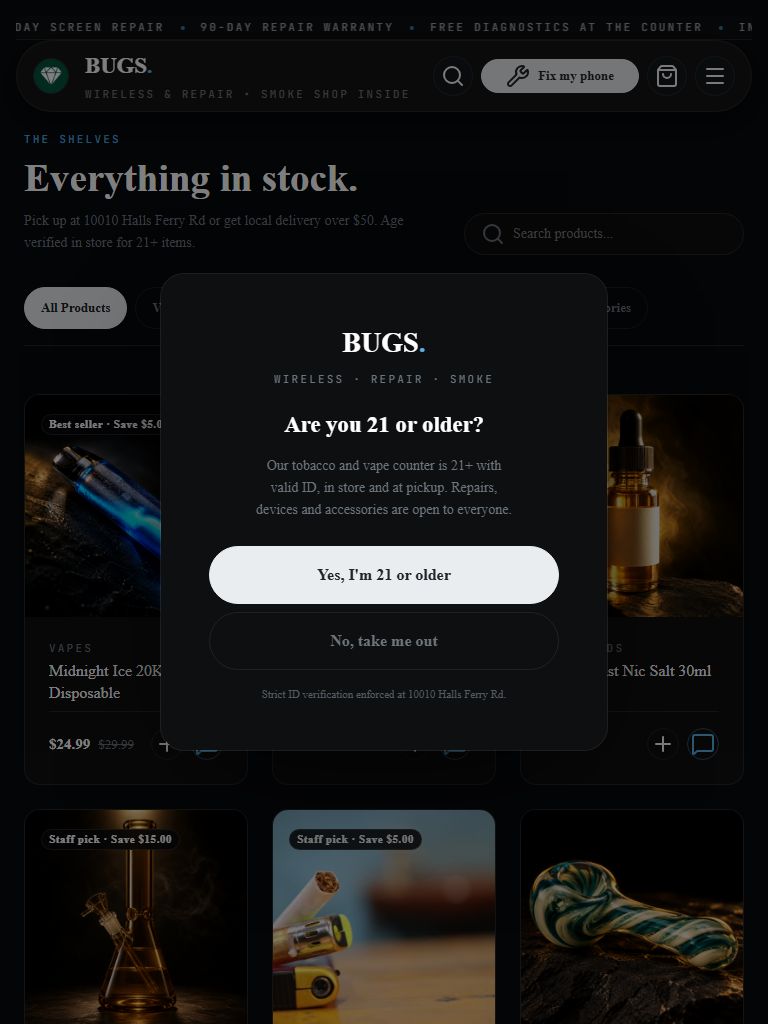 DAY SCREEN REPAIR • 90-DAY REPAIR WARRANTY • FREE DIAGNOSTICS AT THE COUNTER •
BUGS.
WIRELESS & REPAIR • SMOKE SHOP INSIDE
Fix my phone
THE SHELVES
Everything in stock.
Pick up at 10010 Halls Ferry Rd or get local delivery over $50. Age
verified in store for 21+ items.
Search products...
All Products
BUGS.
WIRELESS · REPAIR · SMOKE
Are you 21 or older?
Our tobacco and vape counter is 21+ with
valid ID, in store and at pickup. Repairs,
devices and accessories are open to everyone.
Yes, I'm 21 or older
No, take me out
Strict ID verification enforced at 10010 Halls Ferry Rd.
Best seller · Save $5.0
VAPES
Midnight Ice 20K
Disposable
$24.99 $29.99
Nic Salt 30ml
Staff pick · Save $15.00
Staff pick · Save $5.00